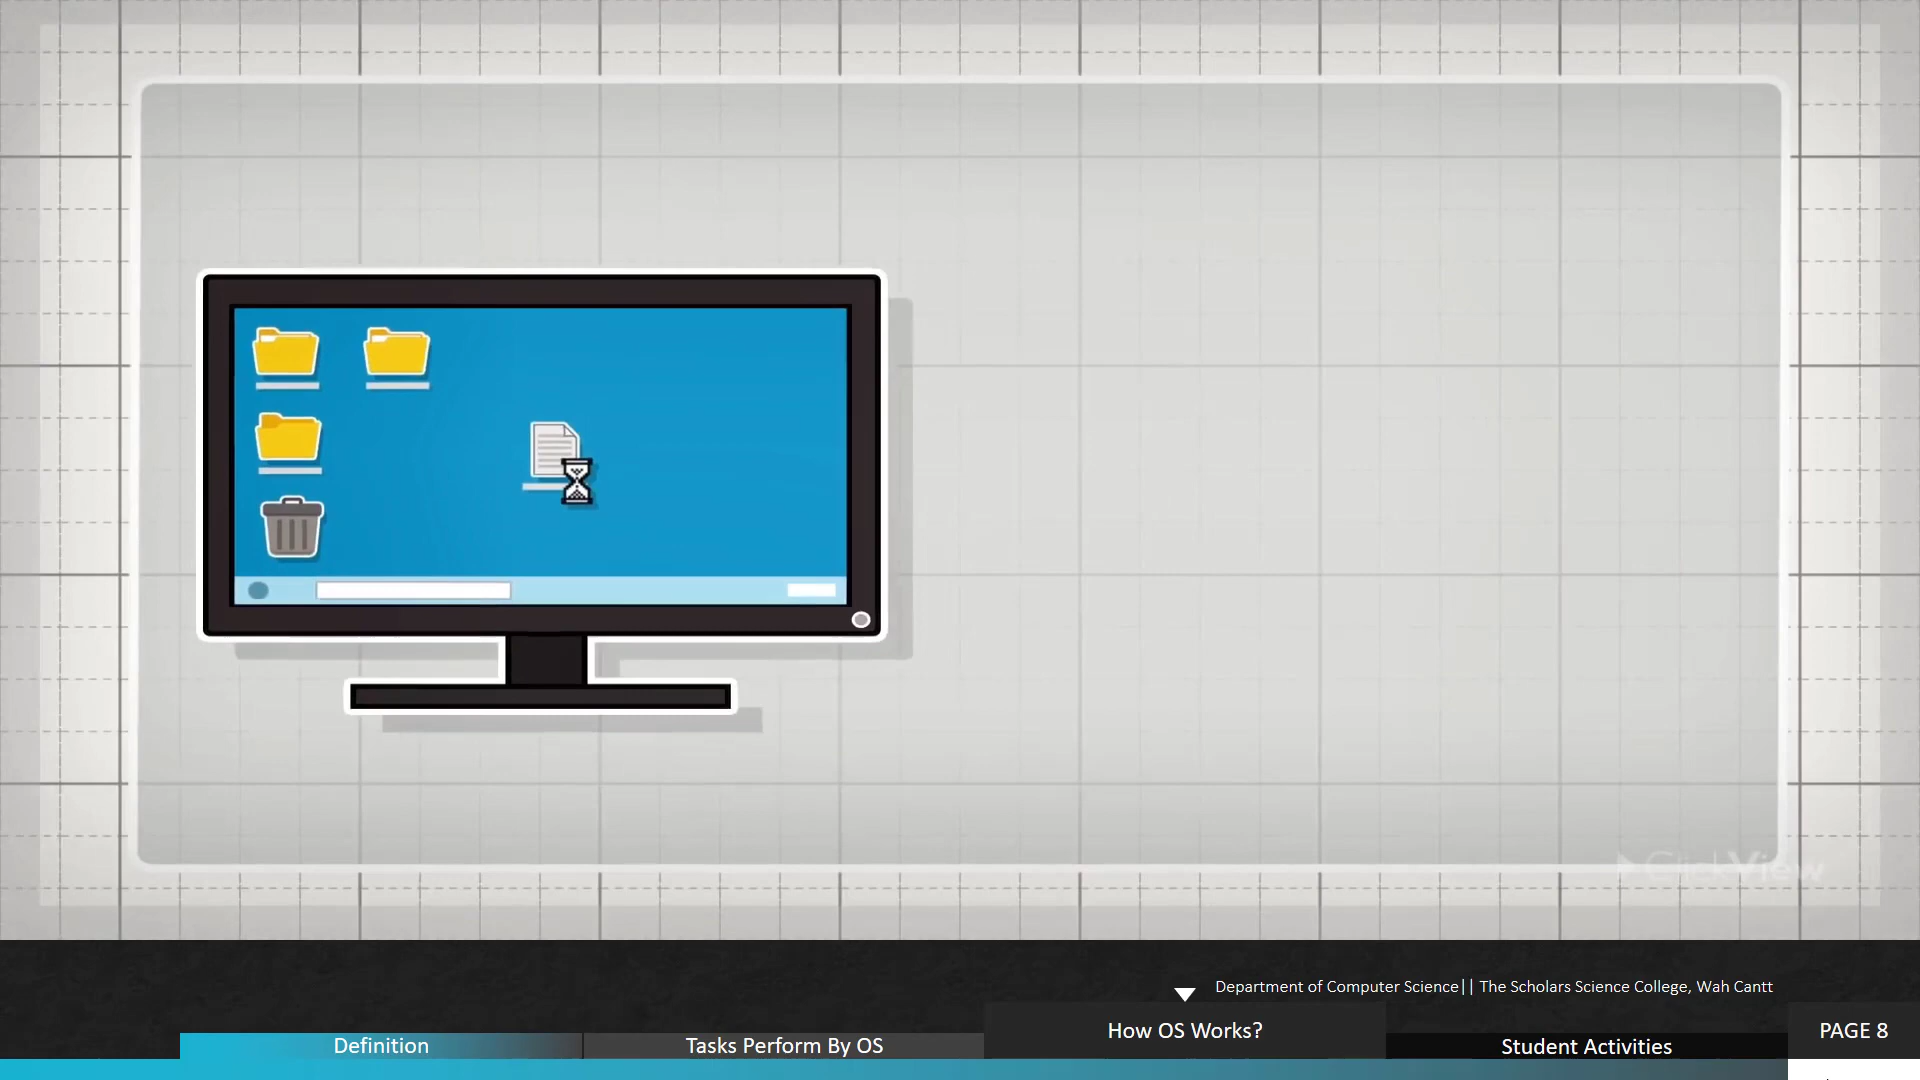 ClickView
Department of Computer Science|| The Scholars Science College, Wah Cantt
How OS Works?
PAGE 8
Definition
Tasks Perform By OS
Student Activities